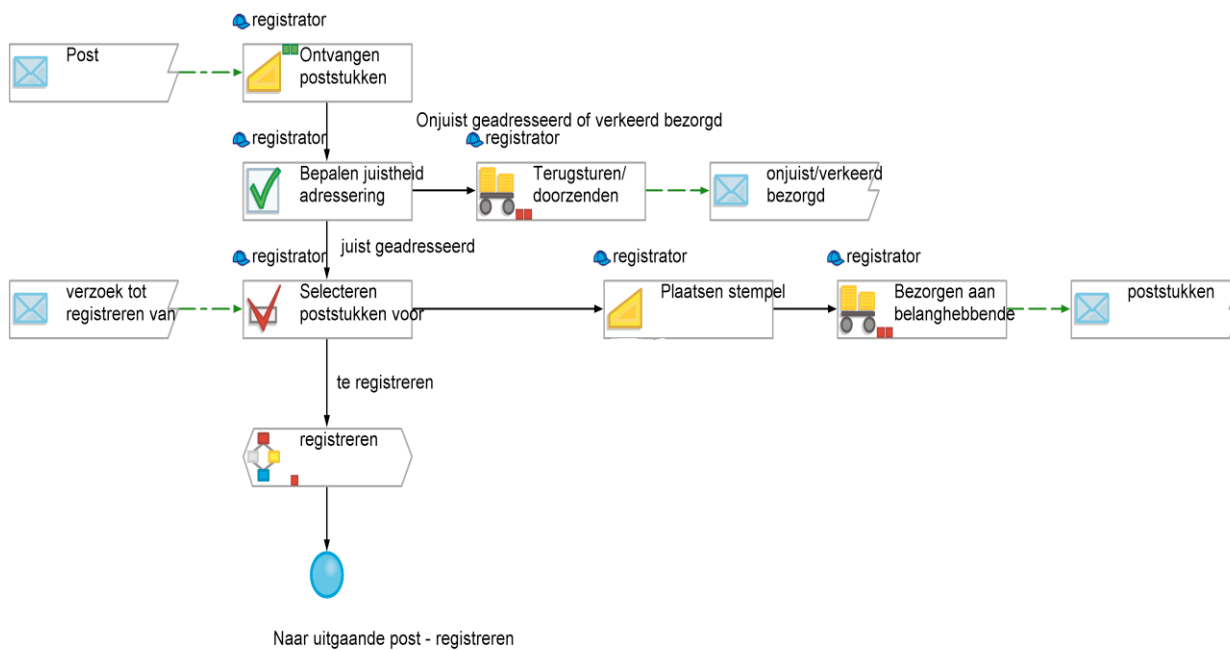 registrator
Post
Ontvangen
poststukken
Onjuist geadresseerd of verkeerd bezorgd
registrator
registrator
Bepalen juistheid
adressering
Terugsturen/
doorzenden
onjuist/verkeerd
bezorgd
juist geadresseerd
registrator
registrator
registrator
verzoek tot
registreren van
Selecteren
poststukken voor
Plaatsen stempel
Bezorgen aan
belanghebbende
poststukken
te registreren
registreren
Naar uitgaande post - registreren